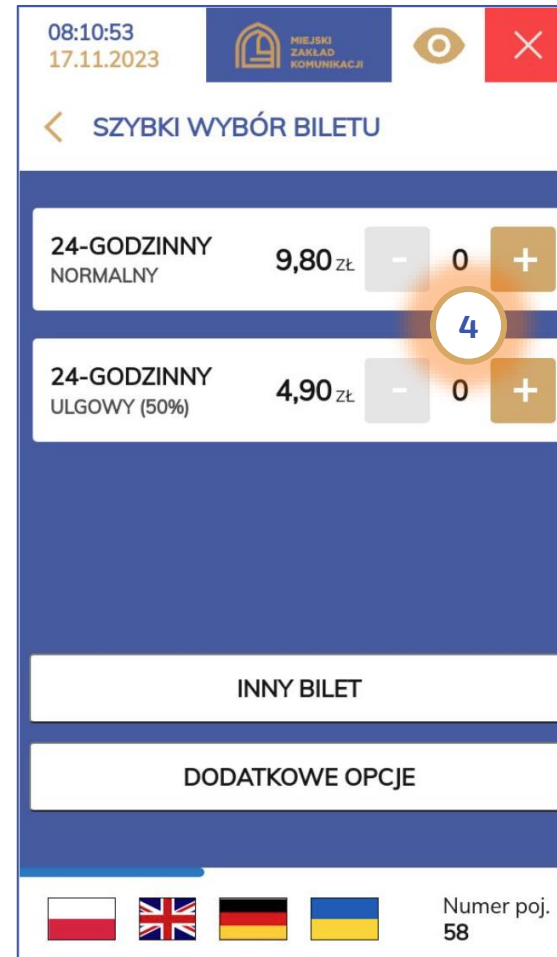 08:10:53
17.11.2023
MIEJSKI
ZAKŁAD
KOMUNIKACJI
SZYBKI WYBÓR BILETU
24-GODZINNY
NORMALNY
9,80 ZŁ
-
0
+
4
24-GODZINNY
ULGOWY (50%)
4,90 ZŁ
-
0
+
INNY BILET
DODATKOWE OPCJE
Numer poj.
58